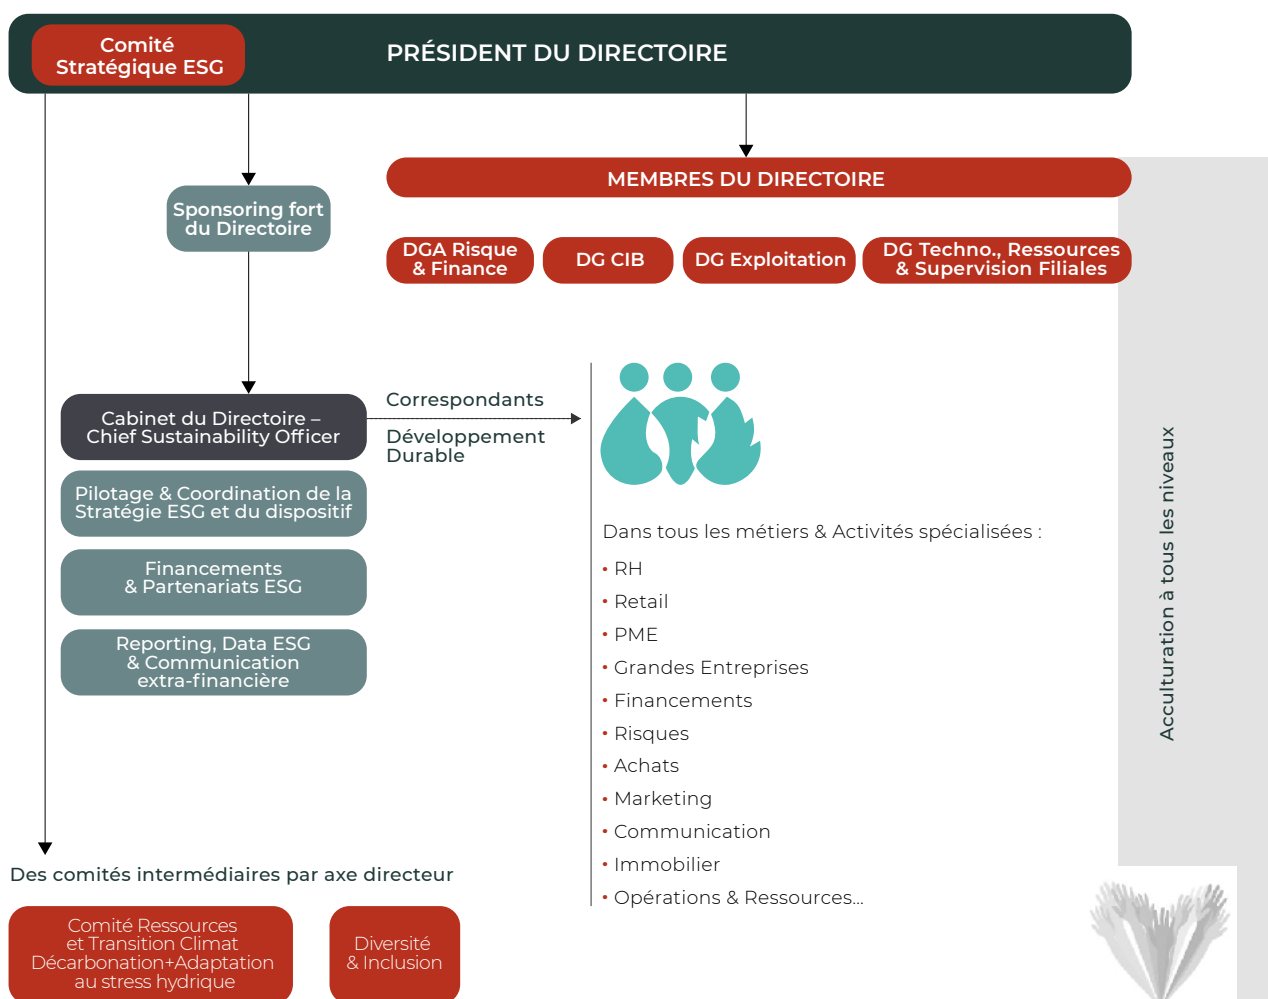 Comité
Stratégique ESG
PRÉSIDENT DU DIRECTOIRE
MEMBRES DU DIRECTOIRE
Sponsoring fort
du Directoire
DGA Risque
& Finance
DG CIB
DG Exploitation
DG Techno., Ressources
& Supervision Filiales
Cabinet du Directoire –
Chief Sustainability Officer
Correspondants
Développement
Durable
Pilotage & Coordination de la
Stratégie ESG et du dispositif
Financements
& Partenariats ESG
Reporting, Data ESG
& Communication
extra-financière
Dans tous les métiers & Activités spécialisées :
• RH
• Retail
• PME
• Grandes Entreprises
• Financements
• Risques
• Achats
• Marketing
• Communication
• Immobilier
• Opérations & Ressources...
Acculturation à tous les niveaux
Des comités intermédiaires par axe directeur
Comité Ressources
et Transition Climat
Décarbonation+Adaptation
au stress hydrique
Diversité
& Inclusion